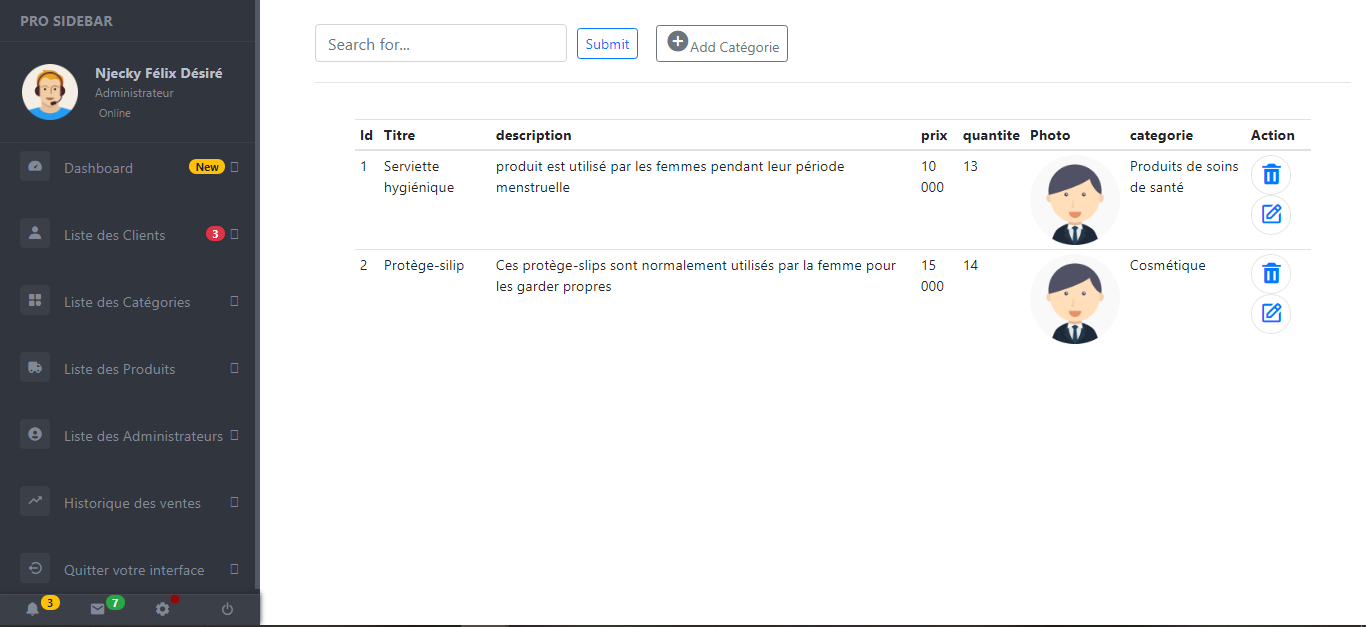 PRO SIDEBAR
Njecky Félix Désiré
Administrateur
Online
Dashboard New
Liste des Clients 3
Liste des Catégories
Liste des Produits
Liste des Administrateurs
Historique des ventes
Quitter votre interface
3 7
Search for... Submit Add Catégorie
Id Titre description prix quantite Photo categorie Action
1 Serviette produit est utilisé par les femmes pendant leur période 10 13 Produits de soins
hygiénique menstruelle 000 de santé
2 Protège-silip Ces protège-slips sont normalement utilisés par la femme pour 15 14 Cosmétique
les garder propres 000